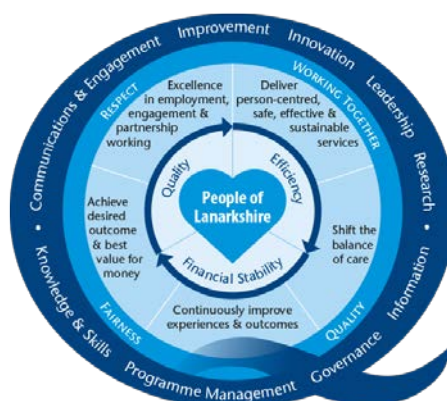 Communications & Engagement
Improvement
Innovation
Leadership
Research
Information
Governance
Programme Management
Knowledge & Skills
RESPECT
WORKING TOGETHER
QUALITY
FAIRNESS
Excellence
in employment,
engagement &
partnership
working
Deliver
person-centred,
safe, effective &
sustainable
services
Shift the
balance
of care
Continuously improve
experiences & outcomes
Achieve
desired
outcome
& best
value for
money
Quality
Efficiency
Financial Stability
People of
Lanarkshire